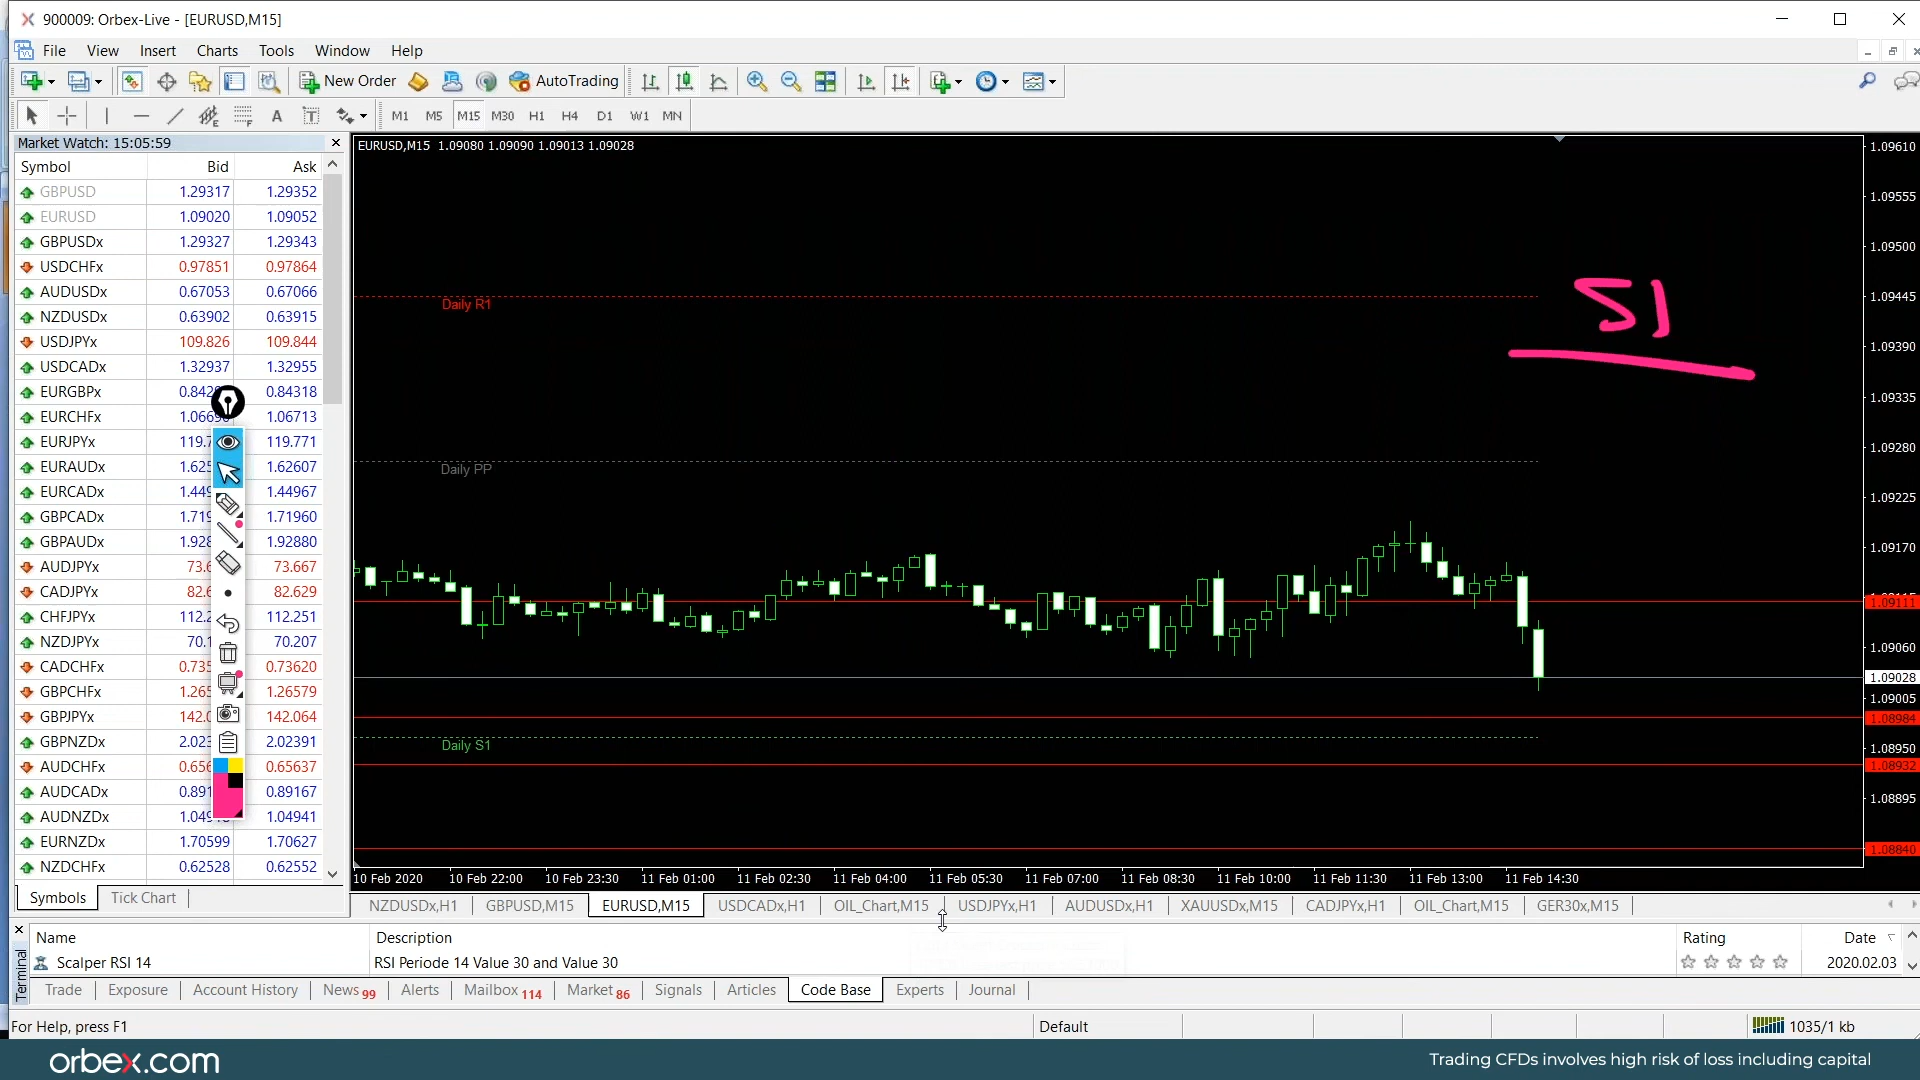 900009: Orbex-Live - [EURUSD,M15]
File View Insert Charts Tools Window Help
New Order AutoTrading
A T M1 M5 M15 M30 H1 H4 D1 W1 MN
Market Watch: 15:05:59
Symbol Bid Ask
GBPUSD 1.29317 1.29352
EURUSD 1.09020 1.09052
GBPUSDx 1.29327 1.29343
USDCHFx 0.97851 0.97864
AUDUSDx 0.67053 0.67066
NZDUSDx 0.63902 0.63915
USDJPYx 109.826 109.844
USDCADx 1.32937 1.32955
EURGBPx 0.84318
EURCHFx 1.06713
EURJPYx 119.771
EURAUDx 1.62607
EURCADx 1.44967
GBPCADx 1.71960
GBPAUDx 1.92880
AUDJPYx 73.667
CADJPYx 82.629
CHFJPYx 112.251
NZDJPYx 70.207
CADCHFx 0.73620
GBPCHFx 1.26579
GBPJPYx 142.064
GBPNZDx 2.02391
AUDCHFx 0.65637
AUDCADx 0.89167
AUDNZDx 1.04941
EURNZDx 1.70599 1.70627
NZDCHFx 0.62528 0.62552
Symbols Tick Chart
EURUSD,M15 1.09080 1.09090 1.09013 1.09028
Daily R1
S1
Daily PP
Daily S1
1.09610
1.09555
1.09500
1.09445
1.09390
1.09335
1.09280
1.09225
1.09170
1.09111
1.09060
1.09028
1.09005
1.08984
1.08950
1.08932
1.08895
1.08840
10 Feb 2020 10 Feb 22:00 10 Feb 23:30 11 Feb 01:00 11 Feb 02:30 11 Feb 04:00 11 Feb 05:30 11 Feb 07:00 11 Feb 08:30 11 Feb 10:00 11 Feb 11:30 11 Feb 13:00 11 Feb 14:30
NZDUSDx,H1 GBPUSD,M15 EURUSD,M15 USDCADx,H1 OIL_Chart,M15 USDJPYx,H1 AUDUSDx,H1 XAUUSDx,M15 CADJPYx,H1 OIL_Chart,M15 GER30x,M15
Terminal
Name Description Rating Date
Scalper RSI 14 RSI Periode 14 Value 30 and Value 30 2020.02.03
Trade Exposure Account History News 99 Alerts Mailbox 114 Market 86 Signals Articles Code Base Experts Journal
For Help, press F1 Default 1035/1 kb
orbex.com Trading CFDs involves high risk of loss including capital